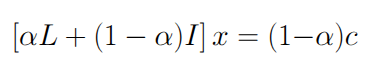 [αL + (1 − α)I] x = (1−α)c